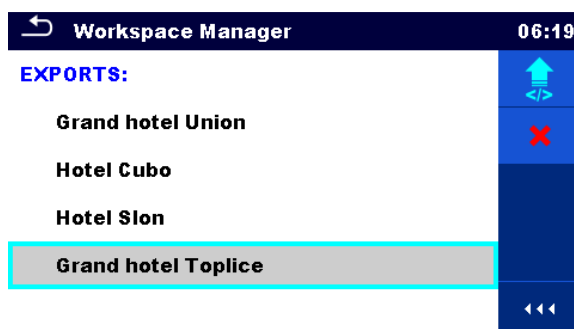 Workspace Manager 06:19
EXPORTS:
</>
Grand hotel Union
Hotel Cubo
Hotel Slon
Grand hotel Toplice